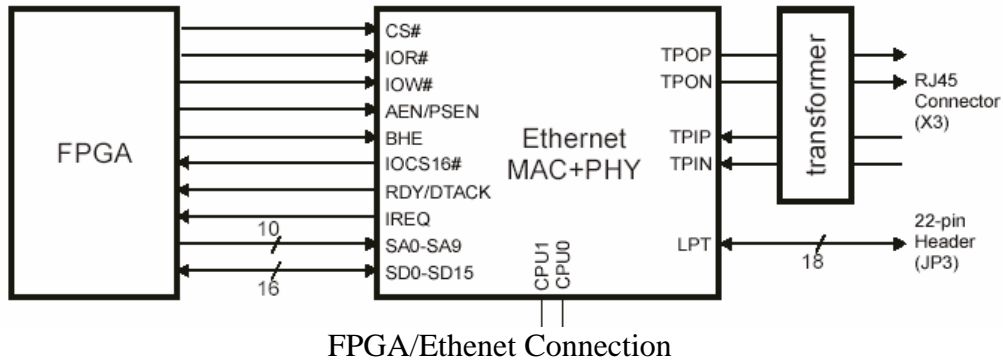 FPGA
CS#
IOR#
IOW#
AEN/PSEN
BHE
IOCS16#
RDY/DTACK
IREQ
10
SA0-SA9
16
SD0-SD15
Ethernet
MAC+PHY
CPU1
CPU0
TPOP
TPON
TPIP
TPIN
LPT
transformer
RJ45
Connector
(X3)
18
22-pin
Header
(JP3)
FPGA/Ethenet Connection